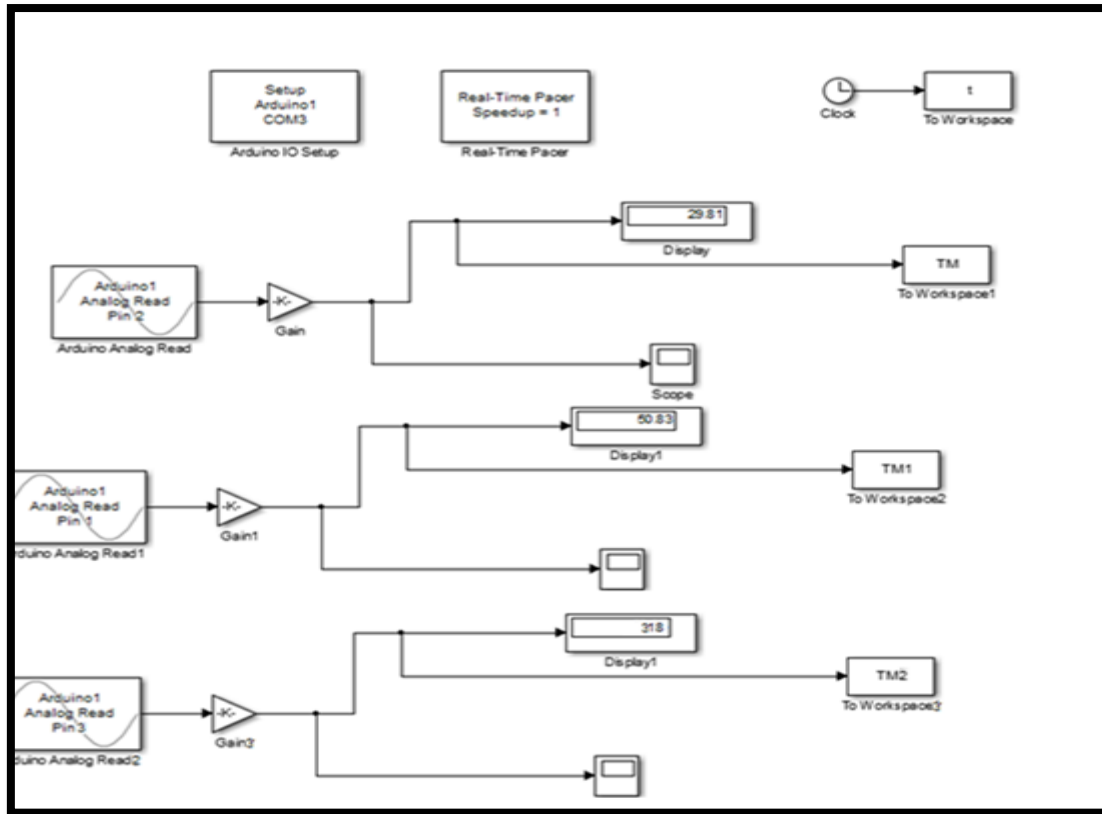 Setup
Arduino1
COM3
Arduino IO Setup
Real-Time Pacer
Speedup = 1
Real-Time Pacer
Clock
t
To Workspace
29.81
Display
TM
To Workspace1
Arduino1
Analog Read
Pin 2
Arduino Analog Read
-K-
Gain
Scope
50.83
Display1
TM1
To Workspace2
Arduino1
Analog Read
Pin 1
rduino Analog Read1
-K-
Gain1
318
Display1
TM2
To Workspace3
Arduino1
Analog Read
Pin3
duino Analog Read2
-K-
Gain3